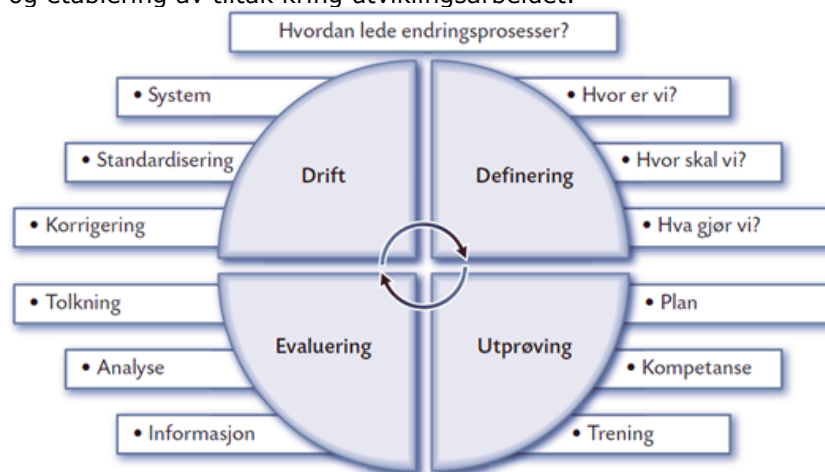 og etablering av tiltak kring utviklingsarbeidet.
Hvordan lede endringsprosesser?
• System
• Standardisering
• Korrigering
Drift
Definering
• Hvor er vi?
• Hvor skal vi?
• Hva gjør vi?
• Tolkning
• Analyse
• Informasjon
Evaluering
Utprøving
• Plan
• Kompetanse
• Trening